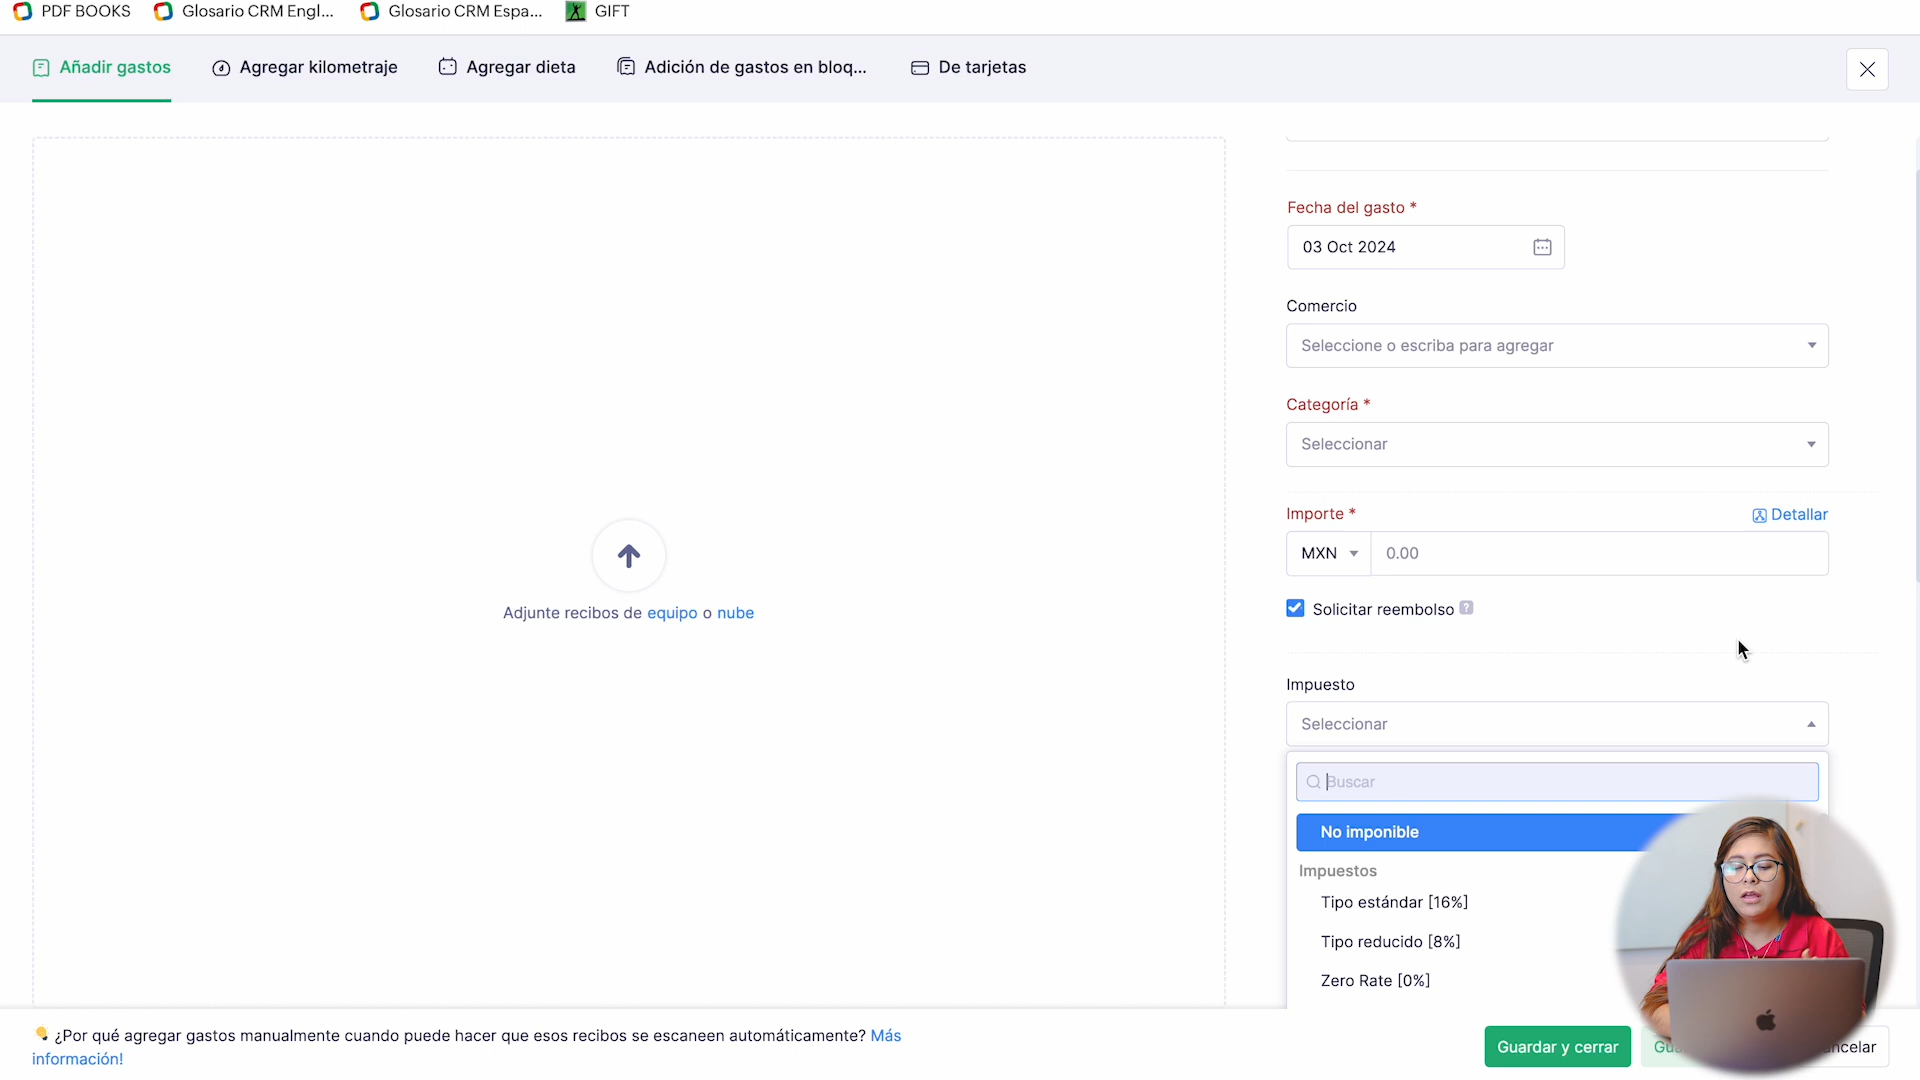 PDF BOOKS
Glosario CRM Engl...
Glosario CRM Espa...
GIFT
Añadir gastos
Agregar kilometraje
Agregar dieta
Adición de gastos en bloq...
De tarjetas
Fecha del gasto *
03 Oct 2024
Comercio
Seleccione o escriba para agregar
Categoría *
Seleccionar
Importe *
Detallar
MXN
0.00
Solicitar reembolso ?
Adjunte recibos de equipo o nube
Impuesto
Seleccionar
Buscar
No imponible
Impuestos
Tipo estándar [16%]
Tipo reducido [8%]
Zero Rate [0%]
¿Por qué agregar gastos manualmente cuando puede hacer que esos recibos se escaneen automáticamente? Más
información!
Guardar y cerrar